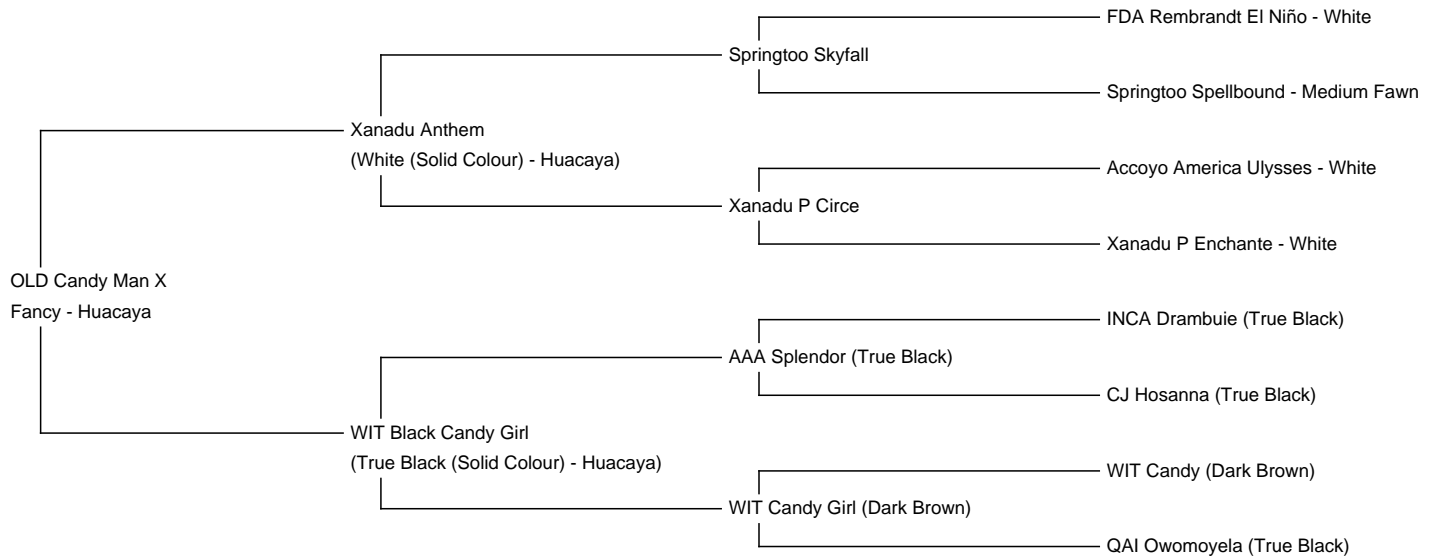 FDA Rembrandt El Niño - White
Springtoo Skyfall
Springtoo Spellbound - Medium Fawn
Xanadu Anthem
(White (Solid Colour) - Huacaya)
Accoyo America Ulysses - White
Xanadu P Circe
Xanadu P Enchante - White
OLD Candy Man X
Fancy - Huacaya
INCA Drambuie (True Black)
AAA Splendor (True Black)
CJ Hosanna (True Black)
WIT Black Candy Girl
(True Black (Solid Colour) - Huacaya)
WIT Candy (Dark Brown)
WIT Candy Girl (Dark Brown)
QAI Owomoyela (True Black)